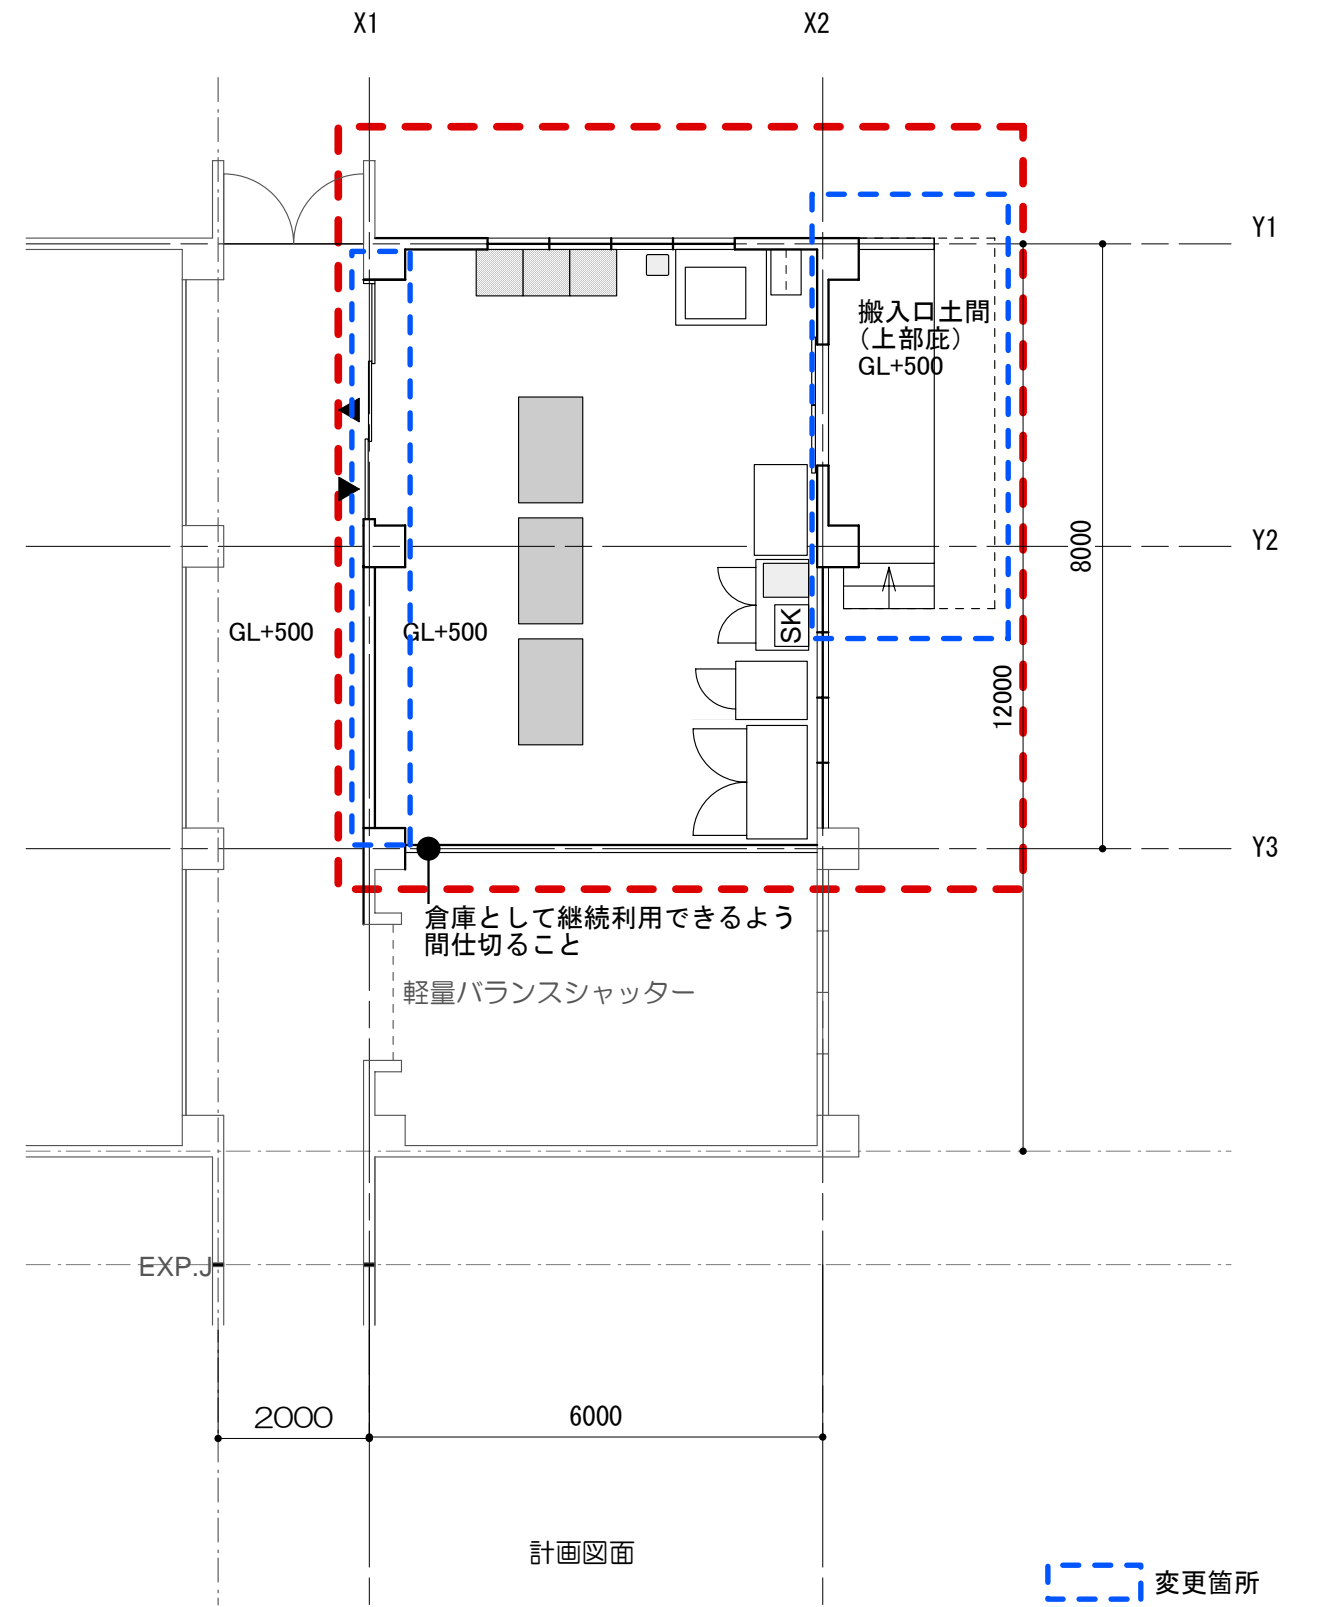 X1
X2
Y1
搬入口土間
（上部庇）
GL+500
8000
Y2
GL+500
GL+500
SK
12000
Y3
倉庫として継続利用できるよう
間仕切ること
軽量バランスシャッター
EXP.J
2000
6000
計画図面
変更箇所